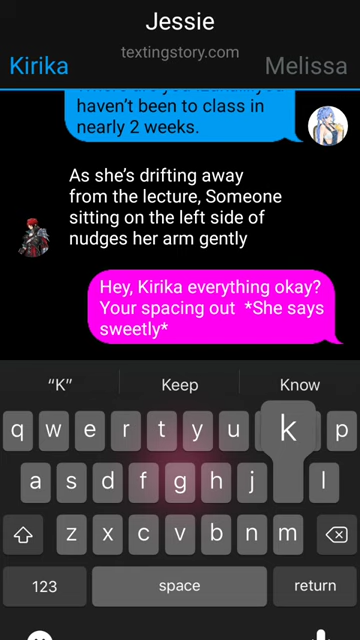 Jessie
textingstory.com
Kirika
Melissa
haven't been to class in
nearly 2 weeks.
As she's drifting away
from the lecture, Someone
sitting on the left side of
nudges her arm gently
Hey, Kirika everything okay?
Your spacing out *She says
sweetly*
"K" Keep Know
q w e r t y u k p
a s d f g h j l
z x c v b n m
123 space return